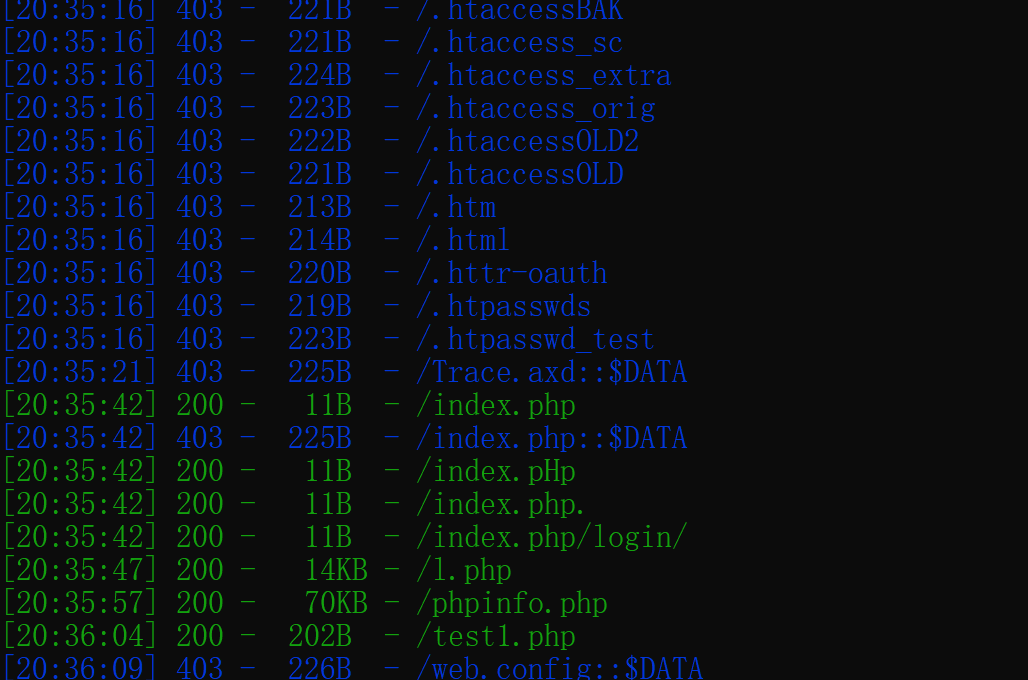 [20:35:16] 403 -  221B  - /.htaccessBAK
[20:35:16] 403 -  221B  - /.htaccess_sc
[20:35:16] 403 -  224B  - /.htaccess_extra
[20:35:16] 403 -  223B  - /.htaccess_orig
[20:35:16] 403 -  222B  - /.htaccessOLD2
[20:35:16] 403 -  221B  - /.htaccessOLD
[20:35:16] 403 -  213B  - /.htm
[20:35:16] 403 -  214B  - /.html
[20:35:16] 403 -  220B  - /.httr-oauth
[20:35:16] 403 -  219B  - /.htpasswds
[20:35:16] 403 -  223B  - /.htpasswd_test
[20:35:21] 403 -  225B  - /Trace.axd::$DATA
[20:35:42] 200 -   11B  - /index.php
[20:35:42] 403 -  225B  - /index.php::$DATA
[20:35:42] 200 -   11B  - /index.pHp
[20:35:42] 200 -   11B  - /index.php.
[20:35:42] 200 -   11B  - /index.php/login/
[20:35:47] 200 -   14KB - /l.php
[20:35:57] 200 -   70KB - /phpinfo.php
[20:36:04] 200 -  202B  - /test1.php
[20:36:09] 403 -  226B  - /web.config::$DATA